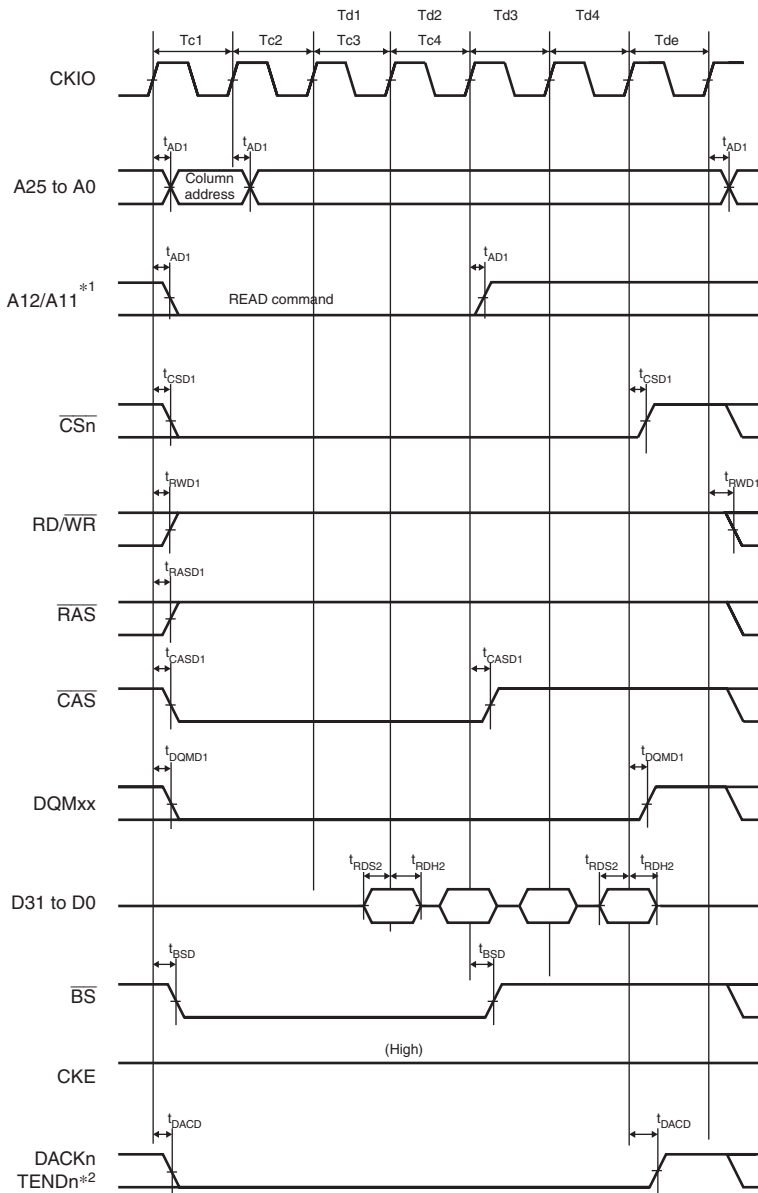 Td1 Td2 Td3 Td4
Tc1 Tc2 Tc3 Tc4 Tde
CKIO
tAD1 tAD1 tAD1
A25 to A0
Column
address
tAD1 tAD1
A12/A11 *1
READ command
tCSD1 tCSD1
CSn
tRWD1 tRWD1
RD/WR
tRASD1
RAS
tCASD1 tCASD1
CAS
tDQMD1 tDQMD1
DQMxx
tRDS2 tRDH2 tRDS2 tRDH2
D31 to D0
tBSD tBSD
BS
(High)
CKE
tDACD tDACD
DACKn
TENDn*2